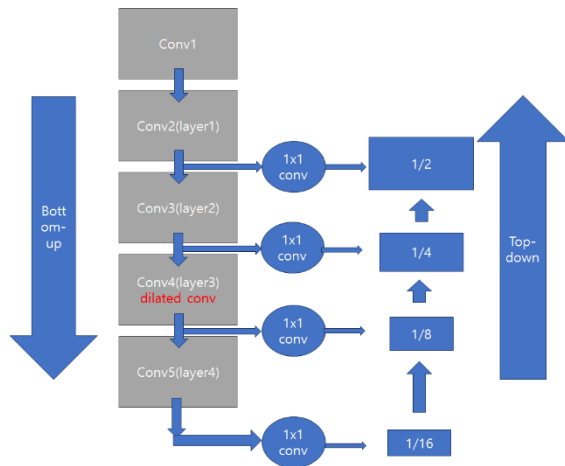 Conv1
Conv2(layer1)
1x1
conv
1/2
Bott
om-
up
Conv3(layer2)
1x1
conv
1/4
Top-
down
Conv4(layer3)
dilated conv
1x1
conv
1/8
Conv5(layer4)
1x1
conv
1/16